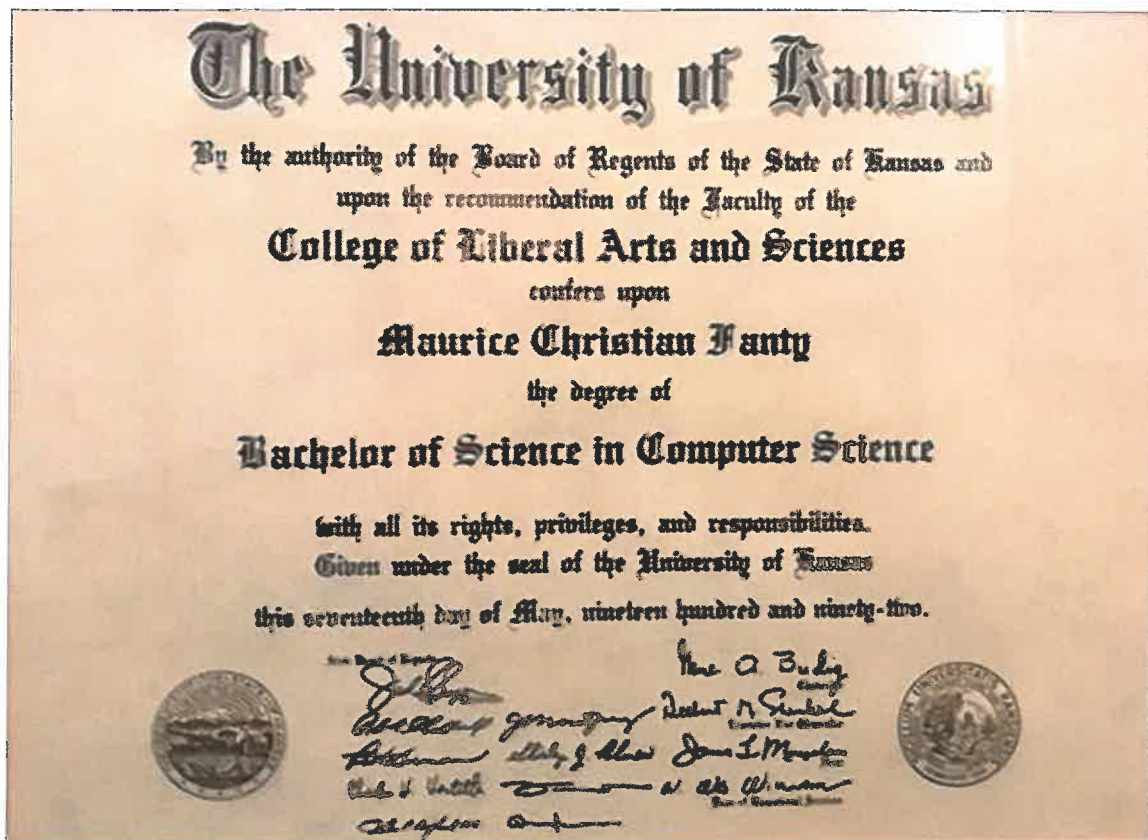 The University of Kansas
By the authority of the Board of Regents of the State of Kansas and
upon the recommendation of the Faculty of the
College of Liberal Arts and Sciences
confers upon
Maurice Christian Fanty
the degree of
Bachelor of Science in Computer Science
with all its rights, privileges, and responsibilities.
Given under the seal of the University of Kansas
this seventeenth day of May, nineteen hundred and ninety-two.